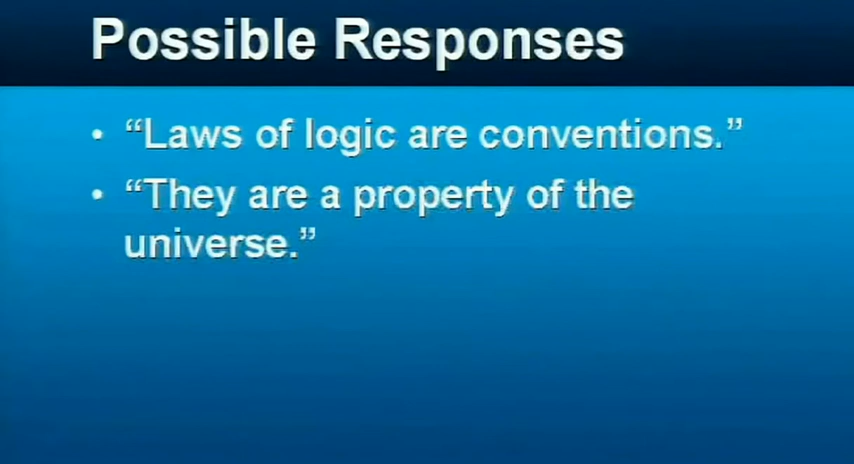 Possible Responses
• “Laws of logic are conventions.”
• “They are a property of the
universe.”